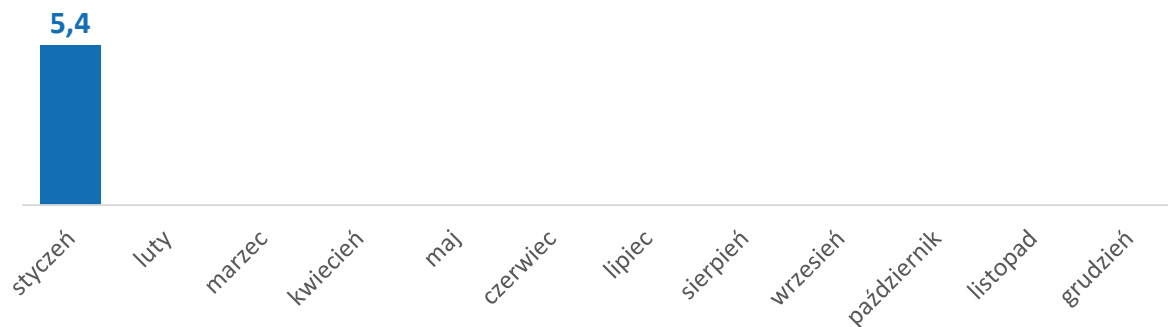 5,4
styczeń
luty
marzec
kwiecień
maj
czerwiec
lipiec
sierpień
wrzesień
październik
listopad
grudzień